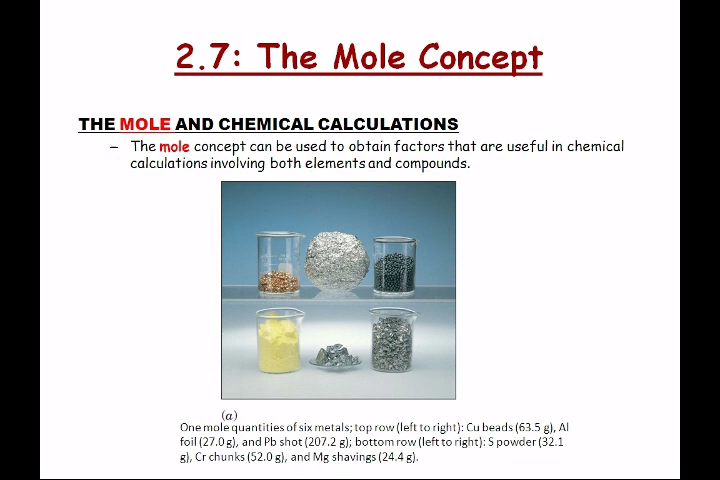 2.7: The Mole Concept
THE MOLE AND CHEMICAL CALCULATIONS
– The mole concept can be used to obtain factors that are useful in chemical
calculations involving both elements and compounds.
(a)
One mole quantities of six metals; top row (left to right): Cu beads (63.5 g), Al
foil (27.0 g), and Pb shot (207.2 g); bottom row (left to right): S powder (32.1
g), Cr chunks (52.0 g), and Mg shavings (24.4 g).